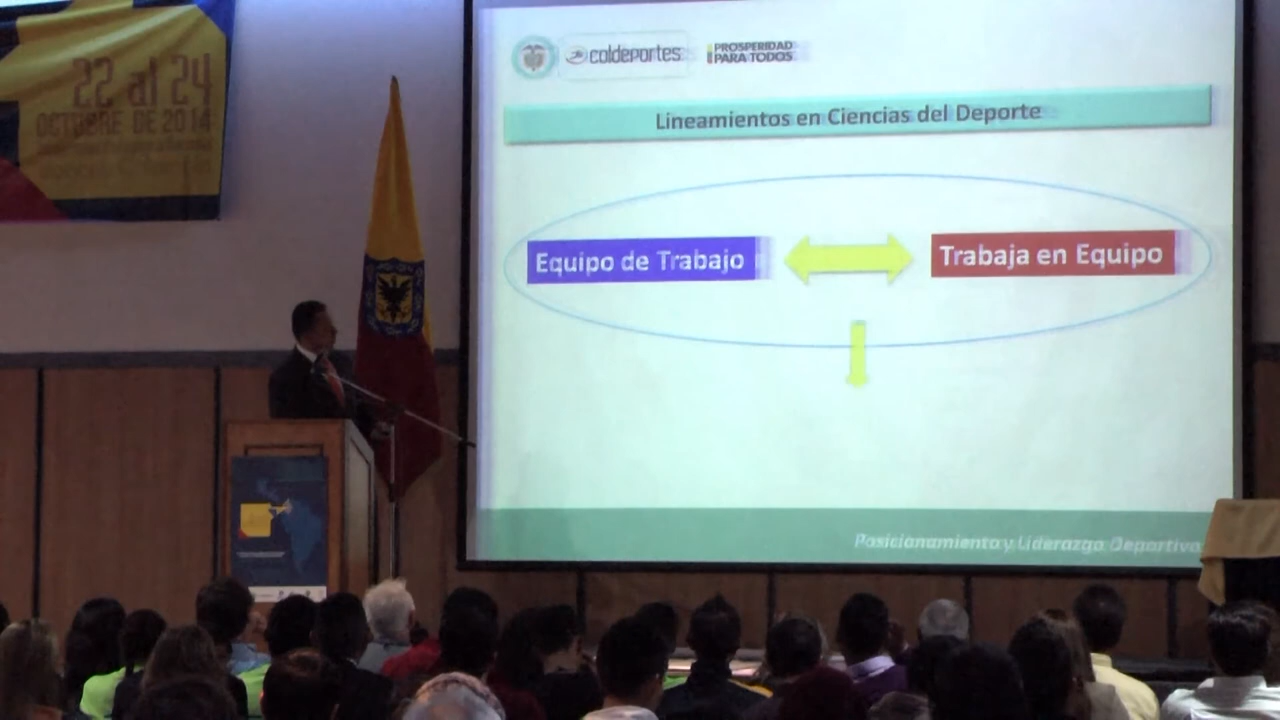 22 al 24
OCTUBRE DE 2014
coldeportes
PROSPERIDAD
PARA TODOS
Lineamientos en Ciencias del Deporte
Equipo de Trabajo
Trabaja en Equipo
Posicionamiento y Liderazgo Deportivo